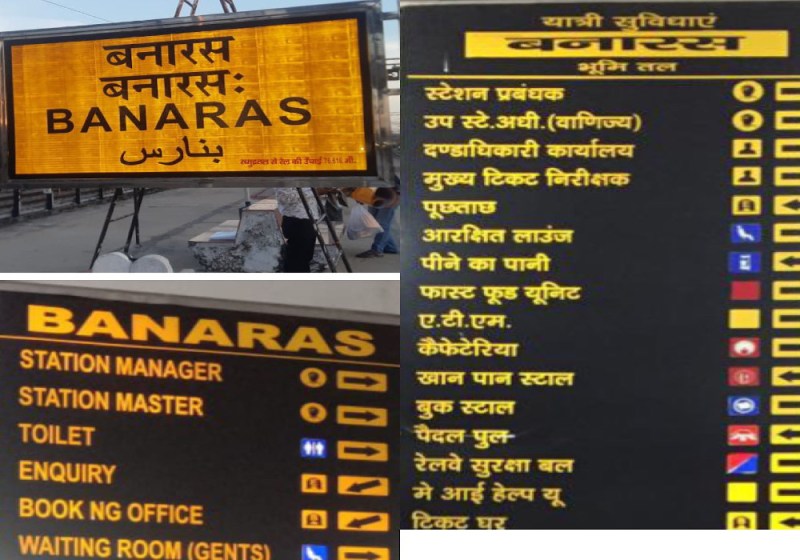 बनारस
बनारसः
BANARAS
بنارس
समुद्रतल से रेल की ऊँचाई
BANARAS
STATION MANAGER
STATION MASTER
TOILET
ENQUIRY
BOOK NG OFFICE
WAITING ROOM (GENTS)
यात्री सुविधाएं
बनारस
भूमि तल
स्टेशन प्रबंधक
उप स्टे.अधी.(वाणिज्य)
दण्डाधिकारी कार्यालय
मुख्य टिकट निरीक्षक
पूछताछ
आरक्षित लाउंज
पीने का पानी
फास्ट फूड यूनिट
ए.टी.एम.
कैफेटेरिया
खान पान स्टाल
बुक स्टाल
पैदल पुल
रेलवे सुरक्षा बल
मे आई हेल्प यू
टिकट घर